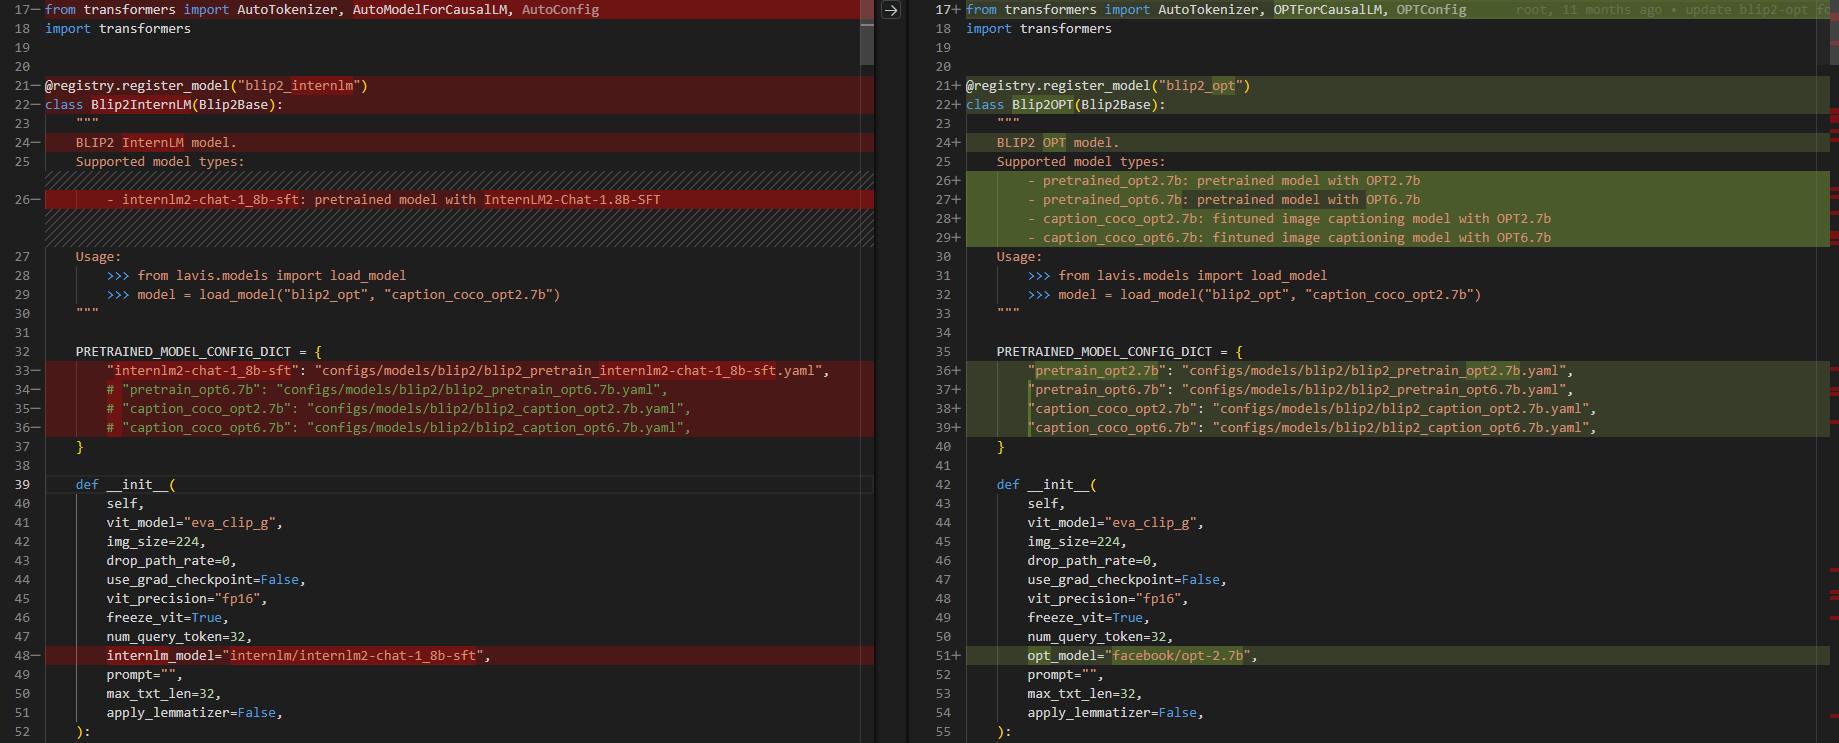 17— from transformers import AutoTokenizer, AutoModelForCausalLM, AutoConfig
18 import transformers
19
20
21— @registry.register_model("blip2_internlm")
22— class Blip2InternLM(Blip2Base):
23 """
24— BLIP2 InternLM model.
25 Supported model types:
26— - internlm2-chat-1_8b-sft: pretrained model with InternLM2-Chat-1.8B-SFT
27 Usage:
28 >>> from lavis.models import load_model
29 >>> model = load_model("blip2_opt", "caption_coco_opt2.7b")
30 """
31
32 PRETRAINED_MODEL_CONFIG_DICT = {
33— "internlm2-chat-1_8b-sft": "configs/models/blip2/blip2_pretrain_internlm2-chat-1_8b-sft.yaml",
34— # "pretrain_opt6.7b": "configs/models/blip2/blip2_pretrain_opt6.7b.yaml",
35— # "caption_coco_opt2.7b": "configs/models/blip2/blip2_caption_opt2.7b.yaml",
36— # "caption_coco_opt6.7b": "configs/models/blip2/blip2_caption_opt6.7b.yaml",
37 }
38
39 def __init__(
40 self,
41 vit_model="eva_clip_g",
42 img_size=224,
43 drop_path_rate=0,
44 use_grad_checkpoint=False,
45 vit_precision="fp16",
46 freeze_vit=True,
47 num_query_token=32,
48— internlm_model="internlm/internlm2-chat-1_8b-sft",
49 prompt="",
50 max_txt_len=32,
51 apply_lemmatizer=False,
52 ):
17+ from transformers import AutoTokenizer, OPTForCausalLM, OPTConfig root, 11 months ago • update blip2-opt
18 import transformers
19
20
21+ @registry.register_model("blip2_opt")
22+ class Blip2OPT(Blip2Base):
23 """
24+ BLIP2 OPT model.
25 Supported model types:
26+ - pretrained_opt2.7b: pretrained model with OPT2.7b
27+ - pretrained_opt6.7b: pretrained model with OPT6.7b
28+ - caption_coco_opt2.7b: fintuned image captioning model with OPT2.7b
29+ - caption_coco_opt6.7b: fintuned image captioning model with OPT6.7b
30 Usage:
31 >>> from lavis.models import load_model
32 >>> model = load_model("blip2_opt", "caption_coco_opt2.7b")
33 """
34
35 PRETRAINED_MODEL_CONFIG_DICT = {
36+ "pretrain_opt2.7b": "configs/models/blip2/blip2_pretrain_opt2.7b.yaml",
37+ "pretrain_opt6.7b": "configs/models/blip2/blip2_pretrain_opt6.7b.yaml",
38+ "caption_coco_opt2.7b": "configs/models/blip2/blip2_caption_opt2.7b.yaml",
39+ "caption_coco_opt6.7b": "configs/models/blip2/blip2_caption_opt6.7b.yaml",
40 }
41
42 def __init__(
43 self,
44 vit_model="eva_clip_g",
45 img_size=224,
46 drop_path_rate=0,
47 use_grad_checkpoint=False,
48 vit_precision="fp16",
49 freeze_vit=True,
50 num_query_token=32,
51+ opt_model="facebook/opt-2.7b",
52 prompt="",
53 max_txt_len=32,
54 apply_lemmatizer=False,
55 ):